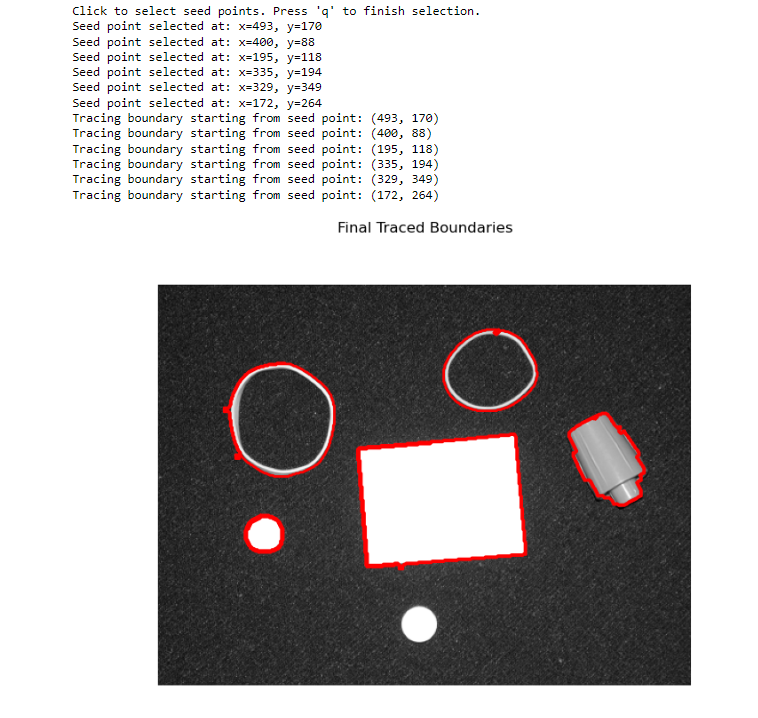 Click to select seed points. Press 'q' to finish selection.
Seed point selected at: x=493, y=170
Seed point selected at: x=400, y=88
Seed point selected at: x=195, y=118
Seed point selected at: x=335, y=194
Seed point selected at: x=329, y=349
Seed point selected at: x=172, y=264
Tracing boundary starting from seed point: (493, 170)
Tracing boundary starting from seed point: (400, 88)
Tracing boundary starting from seed point: (195, 118)
Tracing boundary starting from seed point: (335, 194)
Tracing boundary starting from seed point: (329, 349)
Tracing boundary starting from seed point: (172, 264)
Final Traced Boundaries